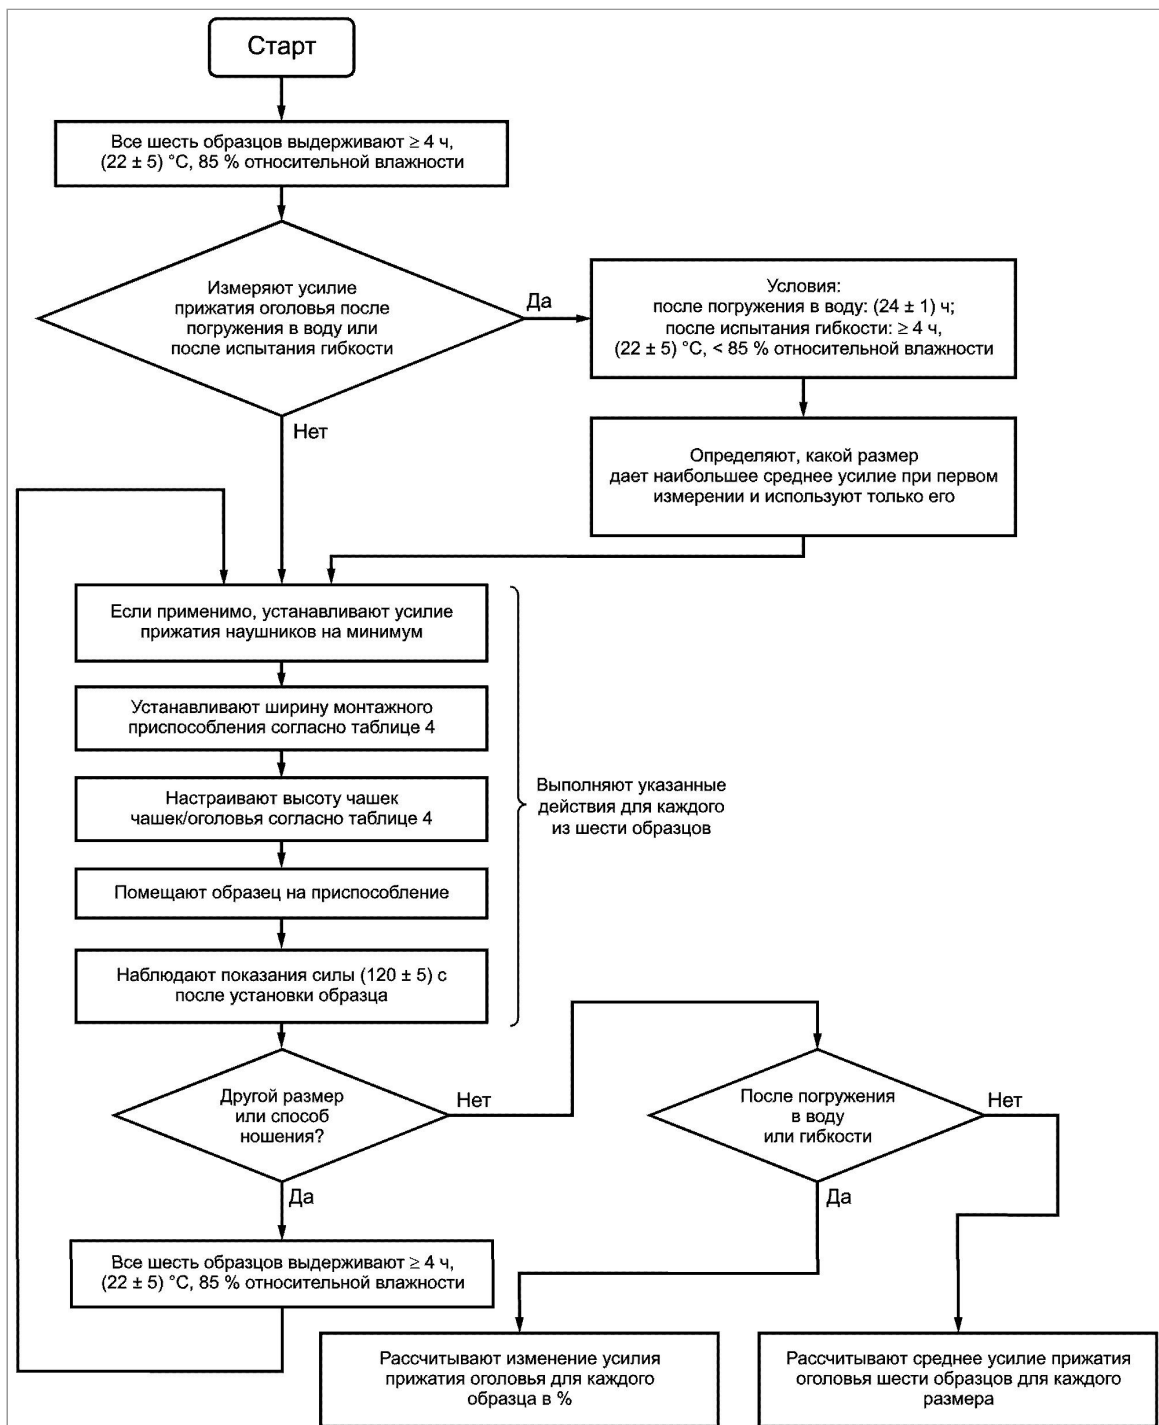 Старт
Все шесть образцов выдерживают ≥ 4 ч,
(22 ± 5) °C, 85 % относительной влажности
Измеряют усилие
прижатия оголовья после
погружения в воду или
после испытания гибкости
Да
Условия:
после погружения в воду: (24 ± 1) ч;
после испытания гибкости: ≥ 4 ч,
(22 ± 5) °C, < 85 % относительной влажности
Нет
Определяют, какой размер
дает наибольшее среднее усилие при первом
измерении и используют только его
Если применимо, устанавливают усилие
прижатия наушников на минимум
Устанавливают ширину монтажного
приспособления согласно таблице 4
Настраивают высоту чашек
чашек/оголовья согласно таблице 4
Помещают образец на приспособление
Наблюдают показания силы (120 ± 5) с
после установки образца
Выполняют указанные
действия для каждого
из шести образцов
Другой размер
или способ
ношения?
Нет
После погружения
в воду
или гибкости
Нет
Да
Да
Все шесть образцов выдерживают ≥ 4 ч,
(22 ± 5) °C, 85 % относительной влажности
Рассчитывают изменение усилия
прижатия оголовья для каждого
образца в %
Рассчитывают среднее усилие прижатия
оголовья шести образцов для каждого
размера